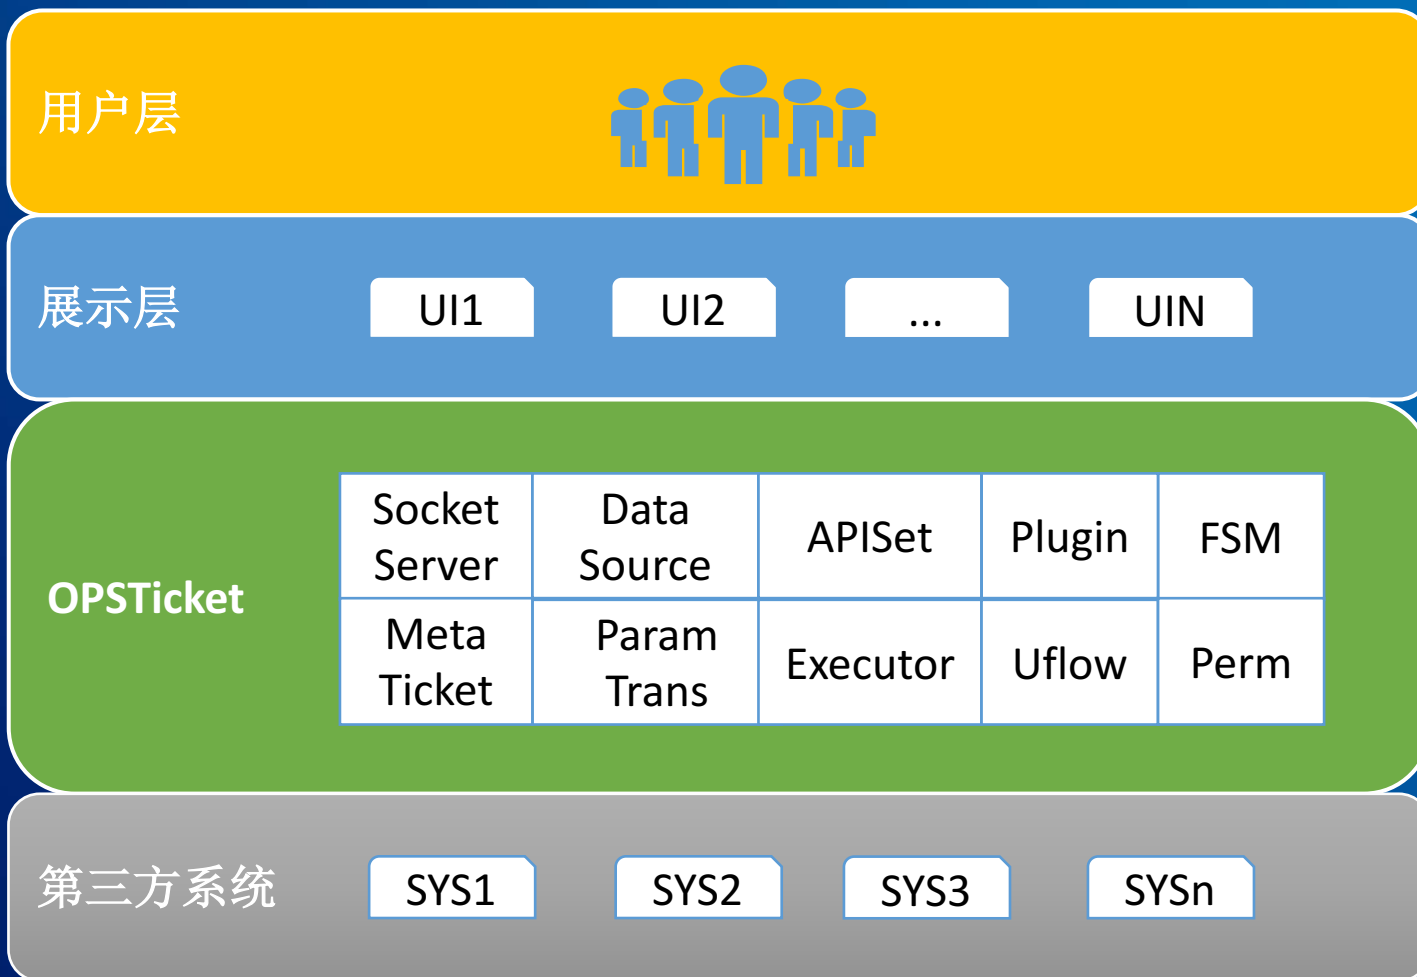 用户层
展示层
UI1
UI2
...
UIN
OPSTicket
Socket
Server
Data
Source
APISet
Plugin
FSM
Meta
Ticket
Param
Trans
Executor
Uflow
Perm
第三方系统
SYS1
SYS2
SYS3
SYSn